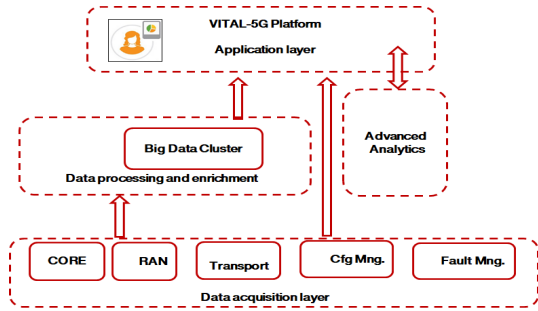 VITAL-5G Platform
Application layer
Big Data Cluster
Data processing and enrichment
Advanced
Analytics
CORE
RAN
Transport
Cfg Mng.
Fault Mng.
Data acquisition layer